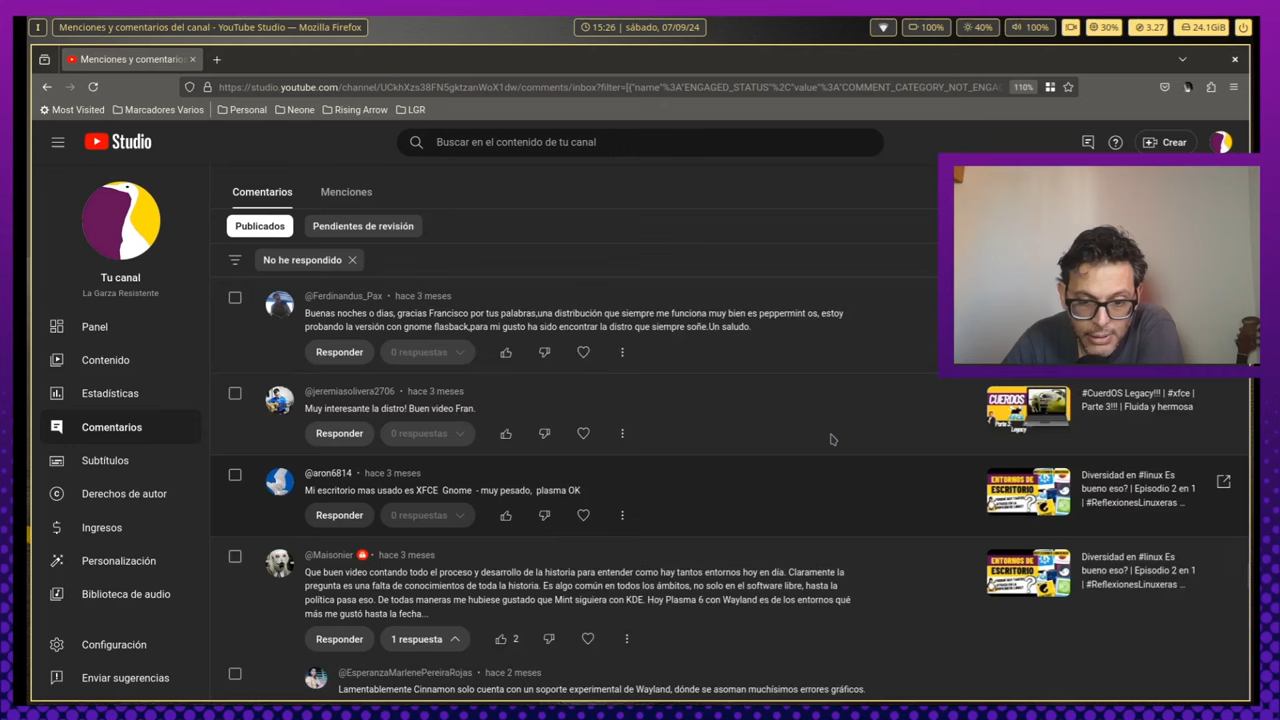 I
Menciones y comentarios del canal - YouTube Studio — Mozilla Firefox
15:26 | sábado, 07/09/24
100%
40%
100%
30%
3.27
24.1GiB
Menciones y comentario
https://studio.youtube.com/channel/UCkhXzs38FN5gktzanWoX1dw/comments/inbox?filter=[{"name"%3A"ENGAGED_STATUS"%2C"value"%3A"COMMENT_CATEGORY_NOT_ENGA
110%
Most Visited
Marcadores Varios
Personal
Neone
Rising Arrow
LGR
Studio
Buscar en el contenido de tu canal
Crear
Tu canal
La Garza Resistente
Panel
Contenido
Estadísticas
Comentarios
Subtítulos
Derechos de autor
Ingresos
Personalización
Biblioteca de audio
Configuración
Enviar sugerencias
Comentarios
Menciones
Publicados
Pendientes de revisión
No he respondido
@Ferdinandus_Pax • hace 3 meses
Buenas noches o dias, gracias Francisco por tus palabras,una distribución que siempre me funciona muy bien es peppermint os, estoy
probando la versión con gnome flasback,para mi gusto ha sido encontrar la distro que siempre soñe.Un saludo.
Responder
0 respuestas
@jeremiasolivera2706 • hace 3 meses
Muy interesante la distro! Buen video Fran.
Responder
0 respuestas
CUERDOS
Legacy
#CuerdOS Legacy!!! | #xfce |
Parte 3!!! | Fluida y hermosa
@aron6814 • hace 3 meses
Mi escritorio mas usado es XFCE Gnome - muy pesado, plasma OK
Responder
0 respuestas
ENTORNOS
DE
ESCRITORIO
Diversidad en #linux Es
bueno eso? | Episodio 2 en 1
| #ReflexionesLinuxeras ...
@Maisonier • hace 3 meses
Que buen video contando todo el proceso y desarrollo de la historia para entender como hay tantos entornos hoy en día. Claramente la
pregunta es una falta de conocimientos de toda la historia. Es algo común en todos los ámbitos, no solo en el software libre, hasta la
política pasa eso. De todas maneras me hubiese gustado que Mint siguiera con KDE. Hoy Plasma 6 con Wayland es de los entornos qué
más me gustó hasta la fecha...
Responder
1 respuesta
2
ENTORNOS
DE
ESCRITORIO
Diversidad en #linux Es
bueno eso? | Episodio 2 en 1
| #ReflexionesLinuxeras ...
@EsperanzaMarlenePereiraRojas • hace 2 meses
Lamentablemente Cinnamon solo cuenta con un soporte experimental de Wayland, dónde se asoman muchísimos errores gráficos.